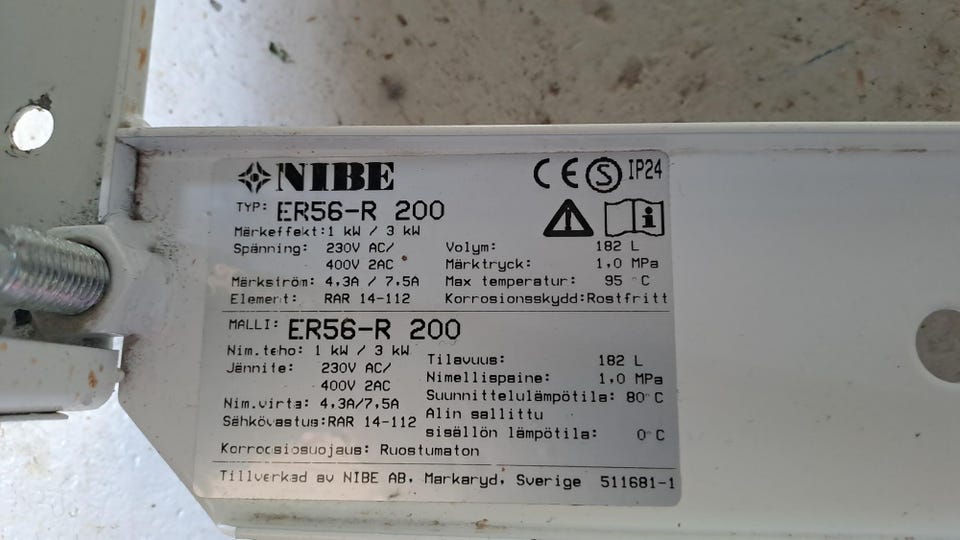 NIBE
CE S IP24
TYP: ER56-R 200
i
Märkeffekt:1 kW / 3 kW
Spänning: 230V AC/
400V 2AC
Märkström: 4,3A / 7,5A
Element: RAR 14-112
Volym: 182 L
Märktryck: 1,0 MPa
Max temperatur: 95 °C
Korrosionsskydd:Rostfritt
MALLI: ER56-R 200
Nim.teho: 1 kW / 3 kW
Jännite: 230V AC/
400V 2AC
Nim.virta: 4,3A/7,5A
Sähkövastus:RAR 14-112
Tilavuus: 182 L
Nimellispaine: 1,0 MPa
Suunnittelulämpötila: 80°C
Alin sallittu
sisällön lämpötila: 0°C
Korroosiosuojaus: Ruostumaton
Tillverkad av NIBE AB, Markaryd, Sverige 511681-1